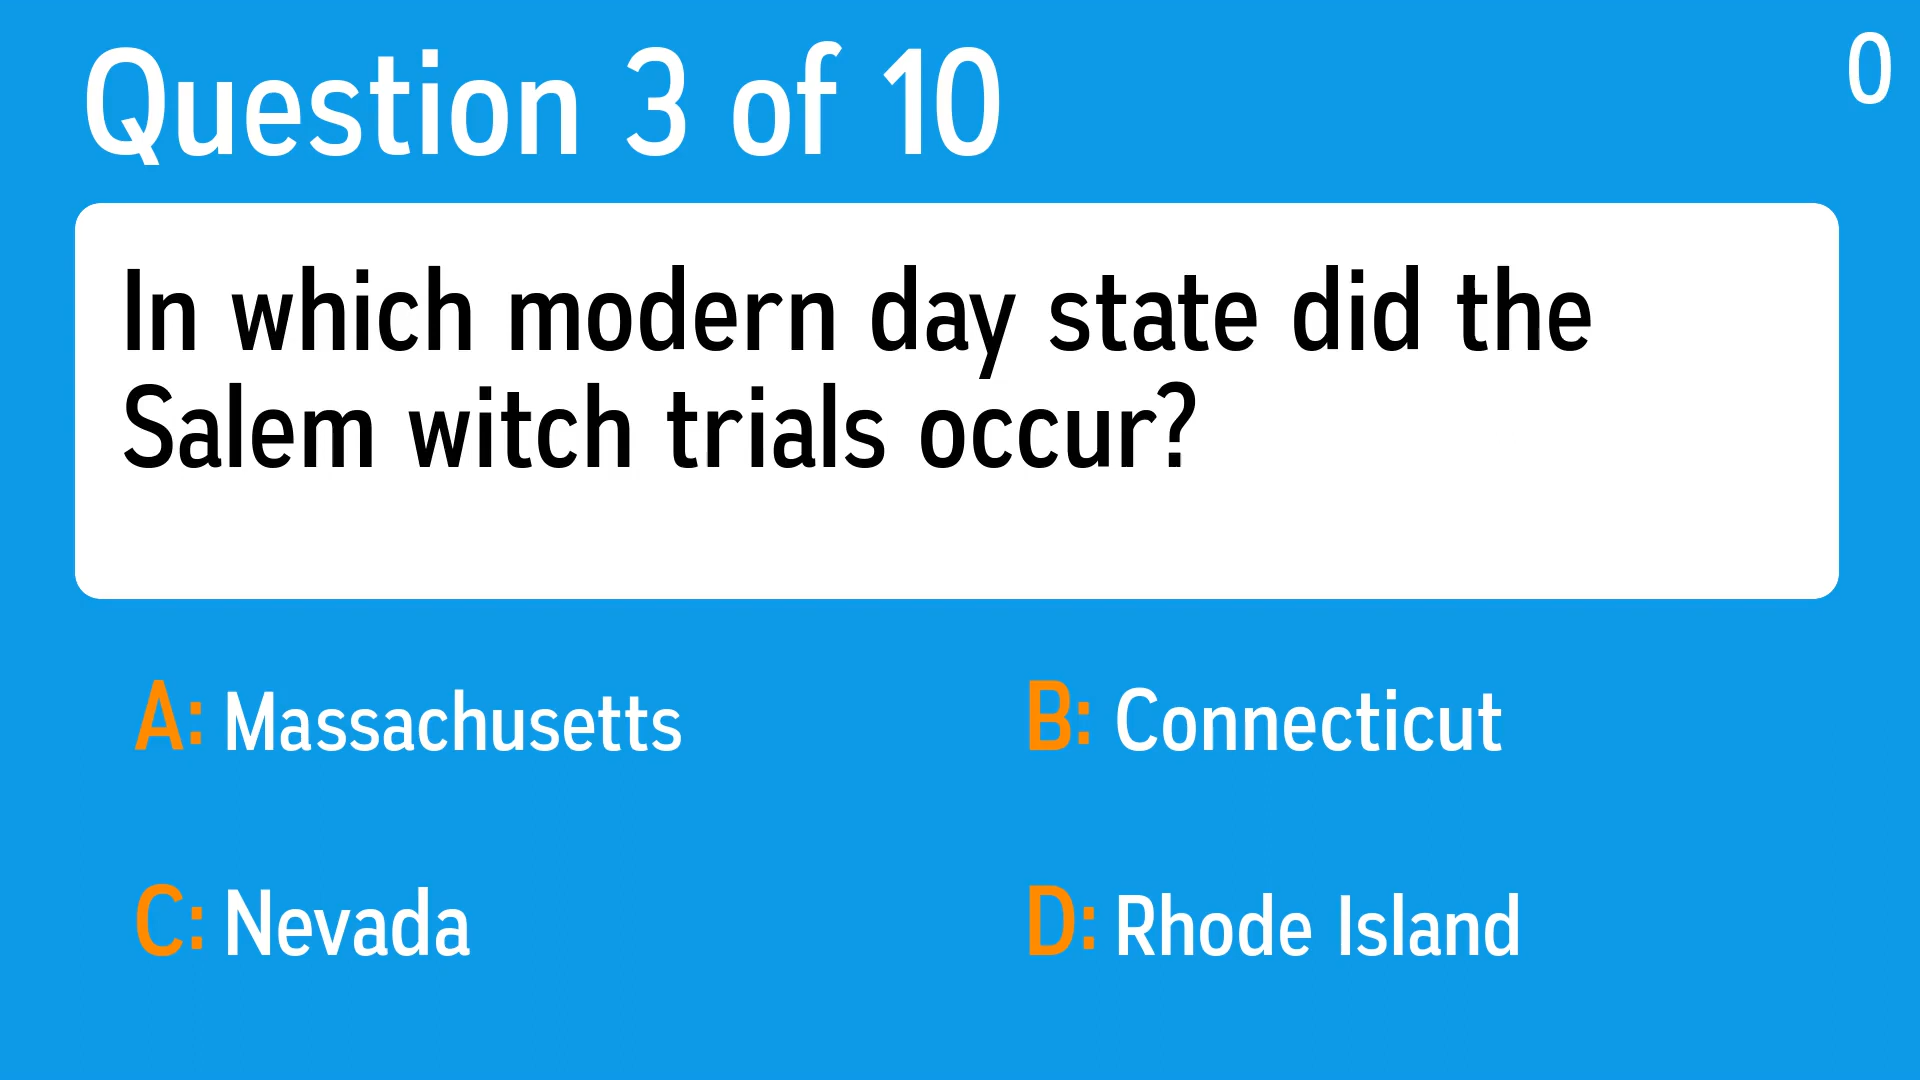 Question 3 of 10
0
In which modern day state did the
Salem witch trials occur?
A: Massachusetts
B: Connecticut
C: Nevada
D: Rhode Island